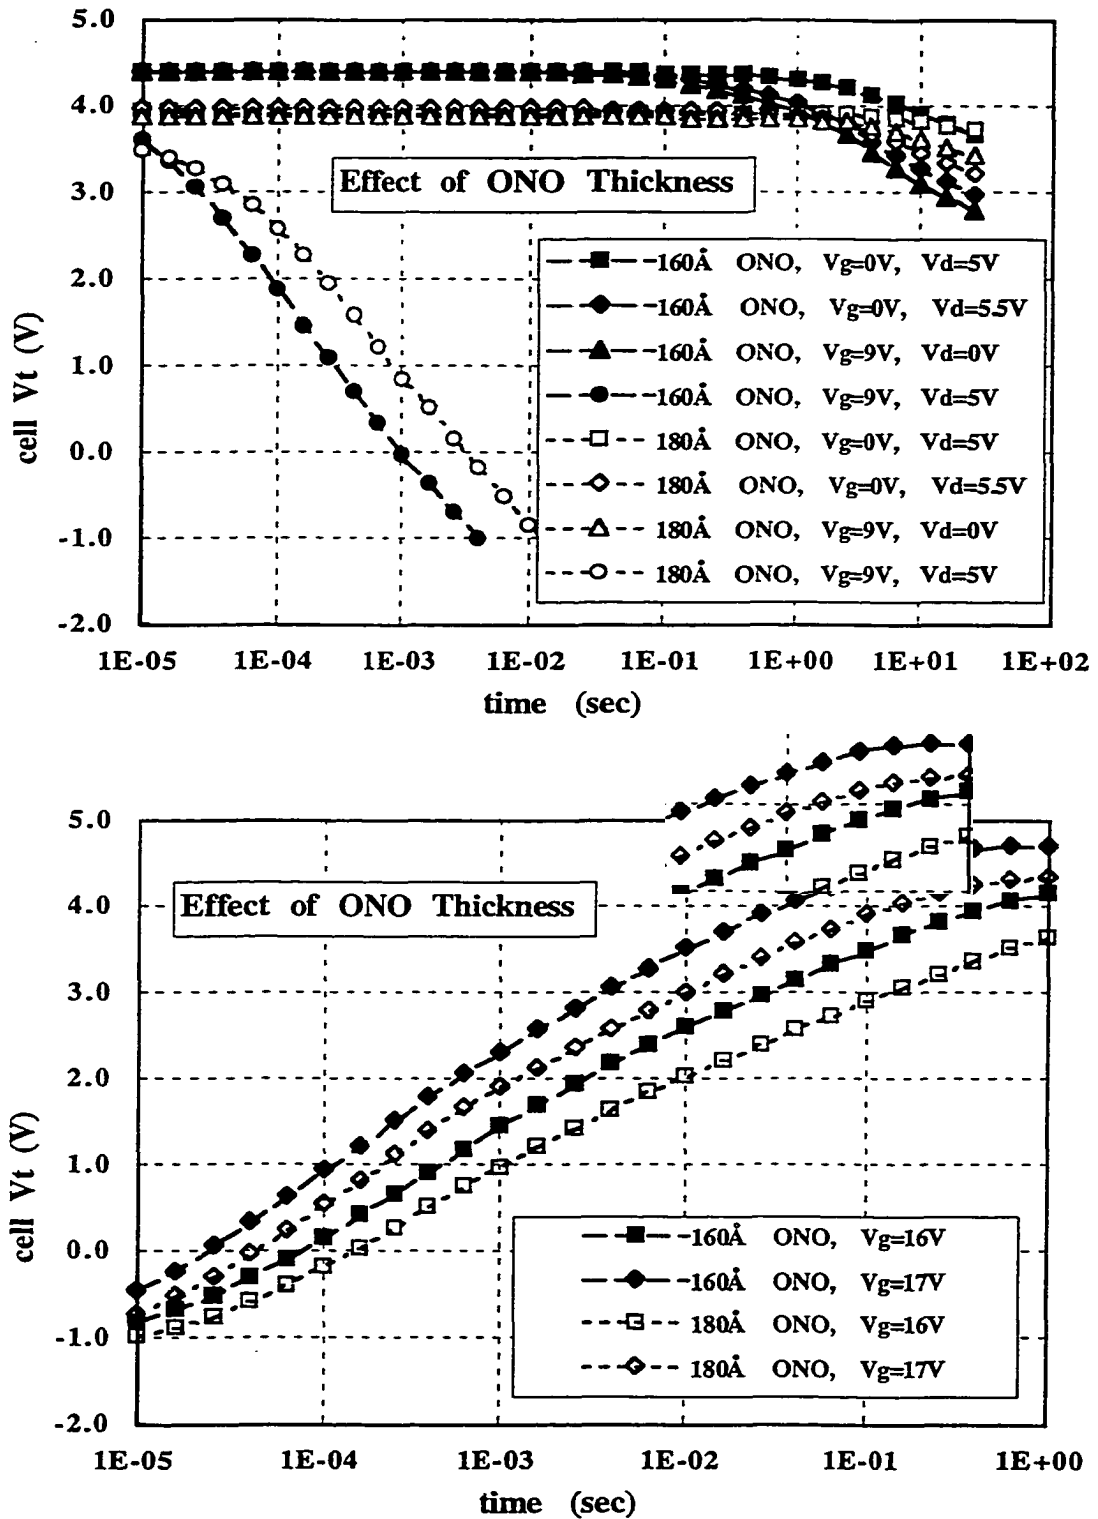 5.0
4.0
3.0
2.0
1.0
0.0
-1.0
-2.0
cell Vt (V)
Effect of ONO Thickness
160Å ONO, Vg=0V, Vd=5V
160Å ONO, Vg=0V, Vd=5.5V
160Å ONO, Vg=9V, Vd=0V
160Å ONO, Vg=9V, Vd=5V
180Å ONO, Vg=0V, Vd=5V
180Å ONO, Vg=0V, Vd=5.5V
180Å ONO, Vg=9V, Vd=0V
180Å ONO, Vg=9V, Vd=5V
1E-05 1E-04 1E-03 1E-02 1E-01 1E+00 1E+01 1E+02
time (sec)
5.0
4.0
3.0
2.0
1.0
0.0
-1.0
-2.0
cell Vt (V)
Effect of ONO Thickness
160Å ONO, Vg=16V
160Å ONO, Vg=17V
180Å ONO, Vg=16V
180Å ONO, Vg=17V
1E-05 1E-04 1E-03 1E-02 1E-01 1E+00
time (sec)